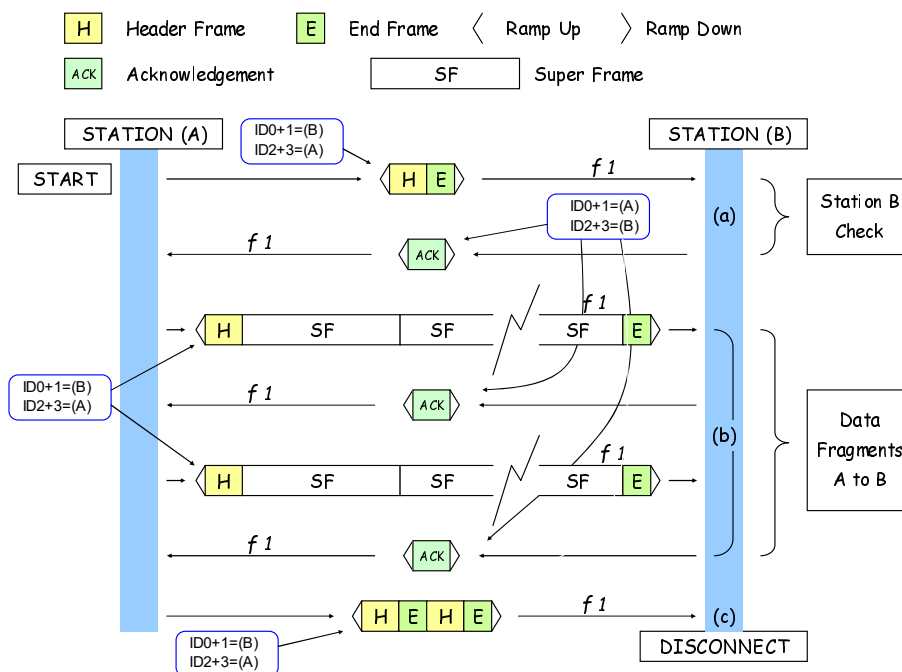 H Header Frame E End Frame Ramp Up Ramp Down
ACK Acknowledgement SF Super Frame
STATION (A)
ID0+1=(B)
ID2+3=(A)
STATION (B)
START
H E
f 1
ID0+1=(A)
ID2+3=(B)
(a)
Station B
Check
f 1
ACK
f 1
H SF SF SF E
ID0+1=(B)
ID2+3=(A)
f 1
ACK
(b)
Data
Fragments
A to B
f 1
H SF SF SF E
f 1
ACK
f 1
H E H E
(c)
ID0+1=(B)
ID2+3=(A)
DISCONNECT